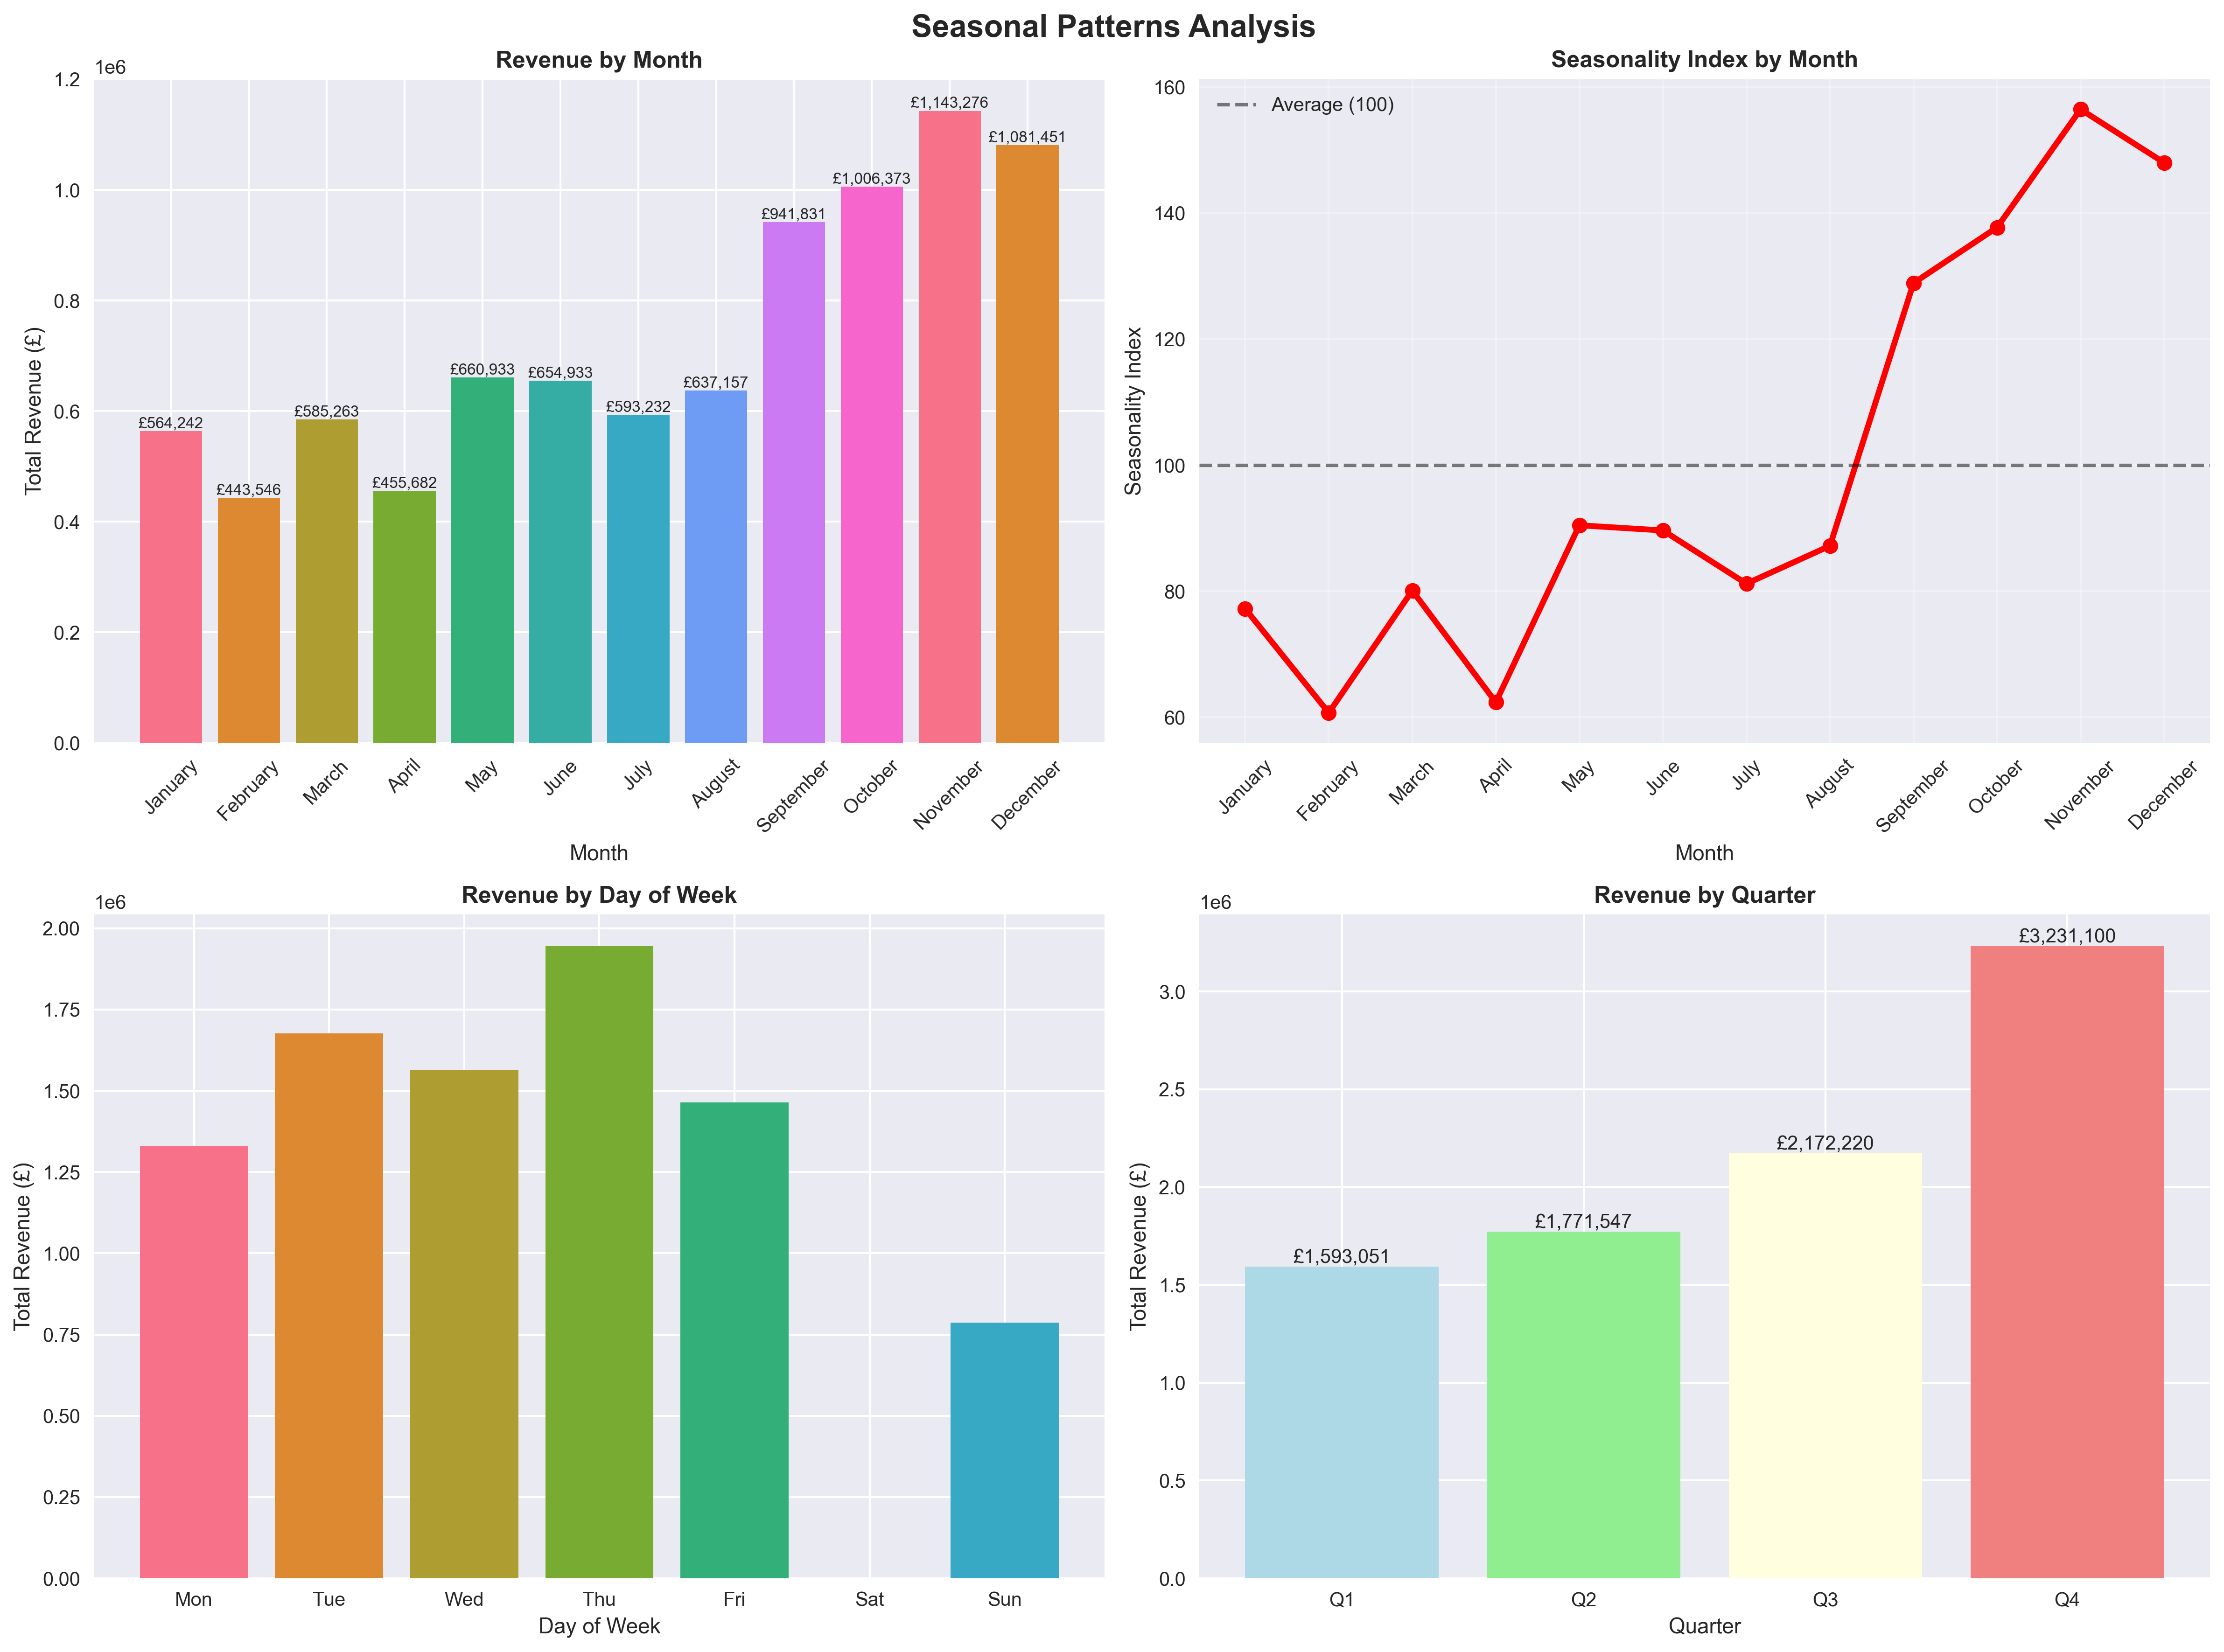 Seasonal Patterns Analysis
Revenue by Month
1e6
1.2
1.0
0.8
0.6
0.4
0.2
0.0
Total Revenue (£)
£564,242
£443,546
£585,263
£455,682
£660,933
£654,933
£593,232
£637,157
£941,831
£1,006,373
£1,143,276
£1,081,451
January
February
March
April
May
June
July
August
September
October
November
December
Month
Seasonality Index by Month
Average (100)
160
140
120
100
80
60
Seasonality Index
January
February
March
April
May
June
July
August
September
October
November
December
Month
Revenue by Day of Week
1e6
2.00
1.75
1.50
1.25
1.00
0.75
0.50
0.25
0.00
Total Revenue (£)
Mon
Tue
Wed
Thu
Fri
Sat
Sun
Day of Week
Revenue by Quarter
1e6
3.0
2.5
2.0
1.5
1.0
0.5
0.0
Total Revenue (£)
£1,593,051
£1,771,547
£2,172,220
£3,231,100
Q1
Q2
Q3
Q4
Quarter